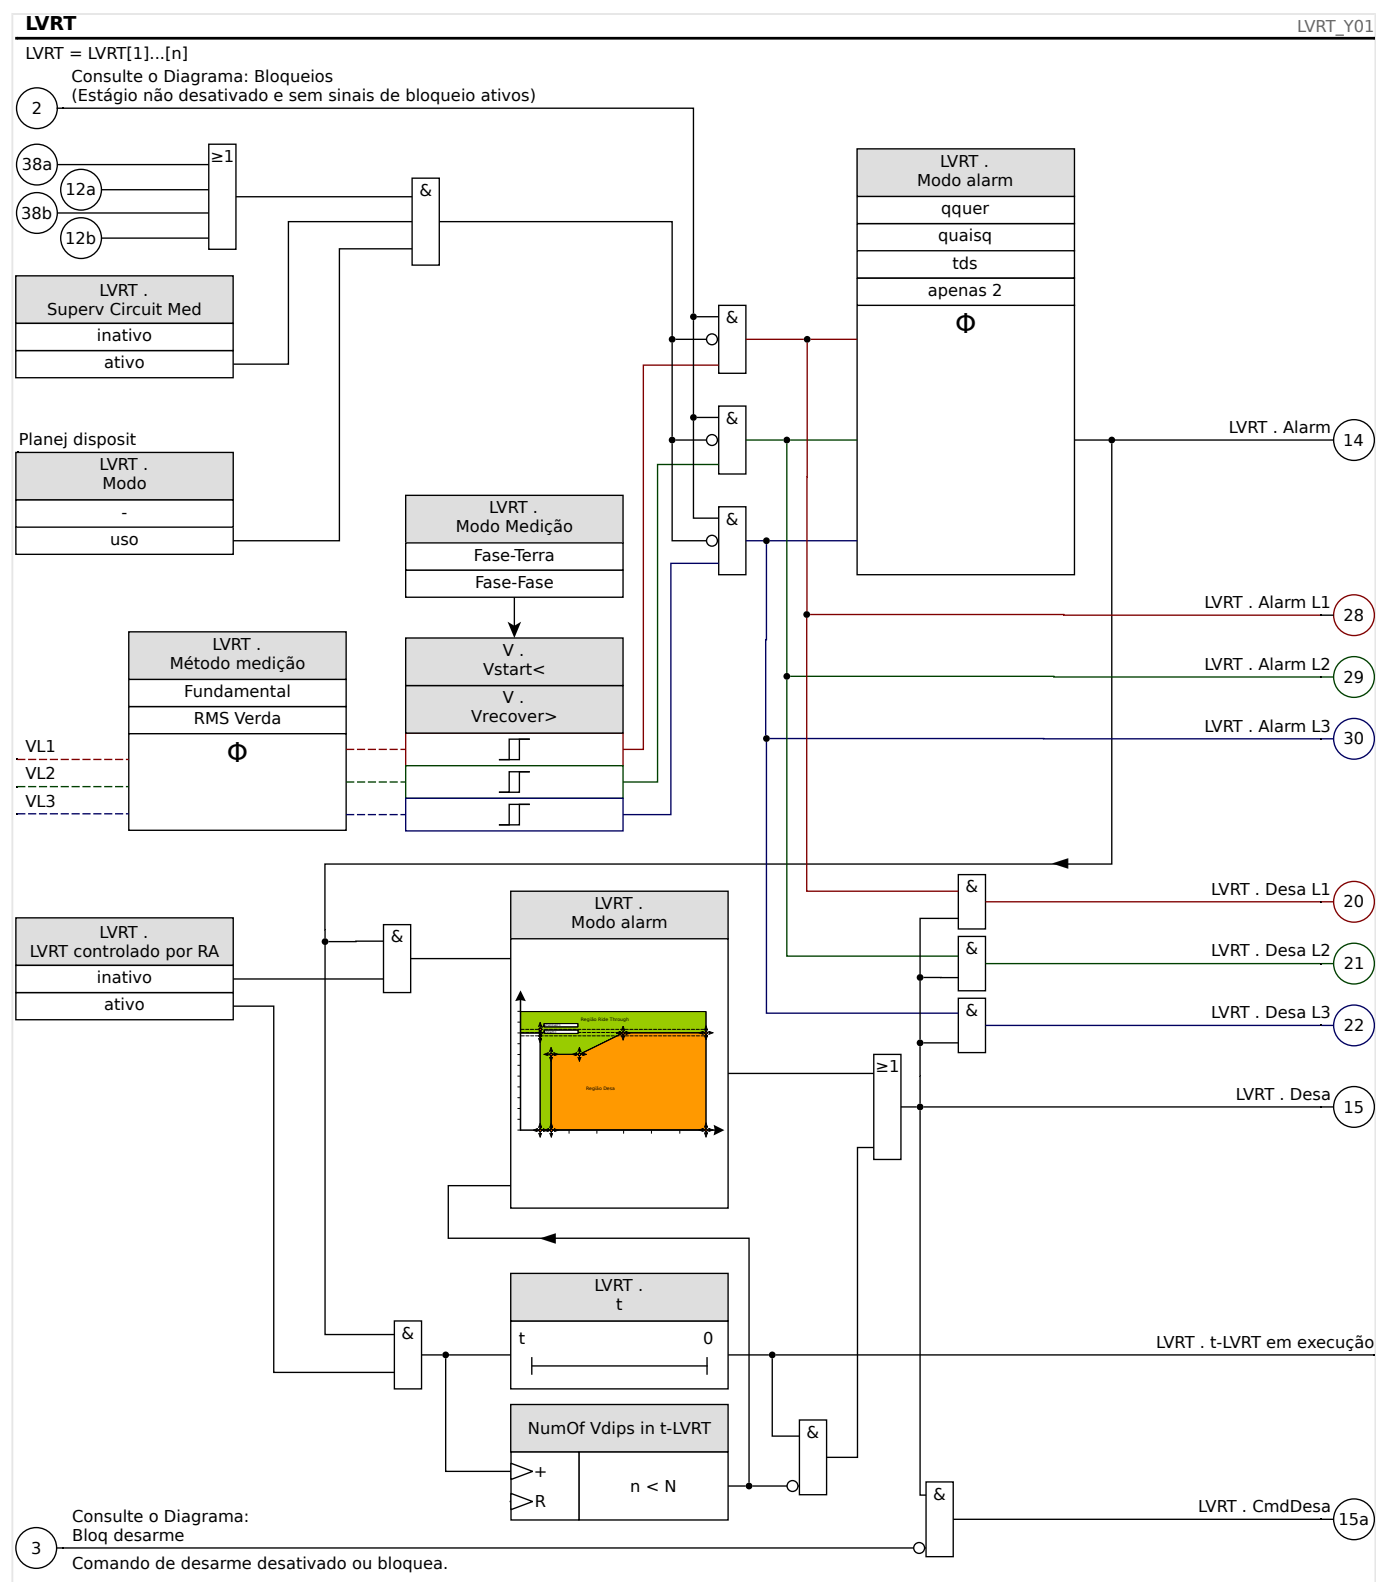 LVRT
LVRT_Y01
LVRT = LVRT[1]...[n]
Consulte o Diagrama: Bloqueios
(Estágio não desativado e sem sinais de bloqueio ativos)
2
38a
12a
38b
12b
≥1
&
LVRT .
Modo alarm
qquer
quaisq
tds
apenas 2
Φ
LVRT .
Superv Circuit Med
inativo
ativo
&
&
&
Planej disposit
LVRT .
Modo
-
uso
LVRT . Alarm
14
LVRT .
Modo Medição
Fase-Terra
Fase-Fase
LVRT . Alarm L1
28
LVRT . Alarm L2
29
LVRT . Alarm L3
30
LVRT .
Método medição
Fundamental
RMS Verda
Φ
V .
Vstart<
V .
Vrecover>
VL1
VL2
VL3
LVRT .
LVRT controlado por RA
inativo
ativo
&
LVRT .
Modo alarm
Região Ride Through
Região Desa
&
LVRT . Desa L1
20
&
LVRT . Desa L2
21
&
LVRT . Desa L3
22
≥1
LVRT . Desa
15
&
LVRT .
t
t
0
LVRT . t-LVRT em execução
NumOf Vdips in t-LVRT
+
R
n < N
&
&
LVRT . CmdDesa
15a
Consulte o Diagrama:
Bloq desarme
3
Comando de desarme desativado ou bloquea.